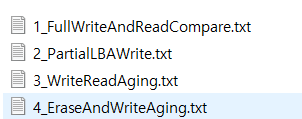 1_FullWriteAndReadCompare.txt
2_PartialLBAWrite.txt
3_WriteReadAging.txt
4_EraseAndWriteAging.txt